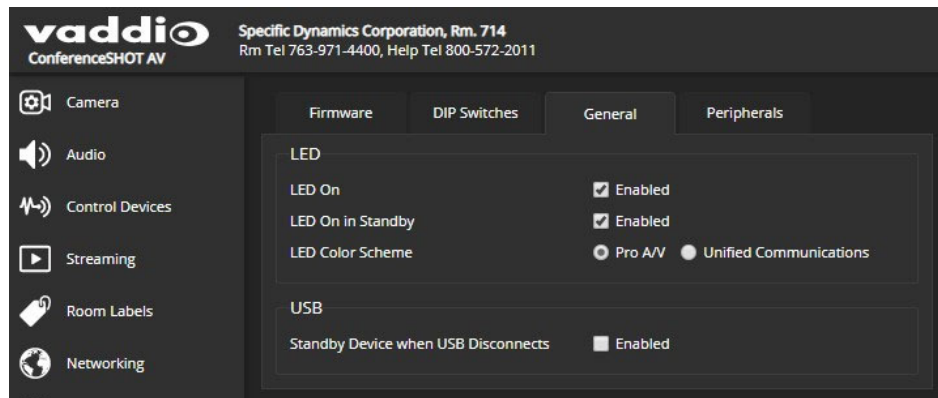 vaddio
ConferenceSHOT AV
Specific Dynamics Corporation, Rm. 714
Rm Tel 763-971-4400, Help Tel 800-572-2011
Camera
Audio
Control Devices
Streaming
Room Labels
Networking
Firmware DIP Switches General Peripherals
LED
LED On Enabled
LED On in Standby Enabled
LED Color Scheme Pro A/V Unified Communications
USB
Standby Device when USB Disconnects Enabled